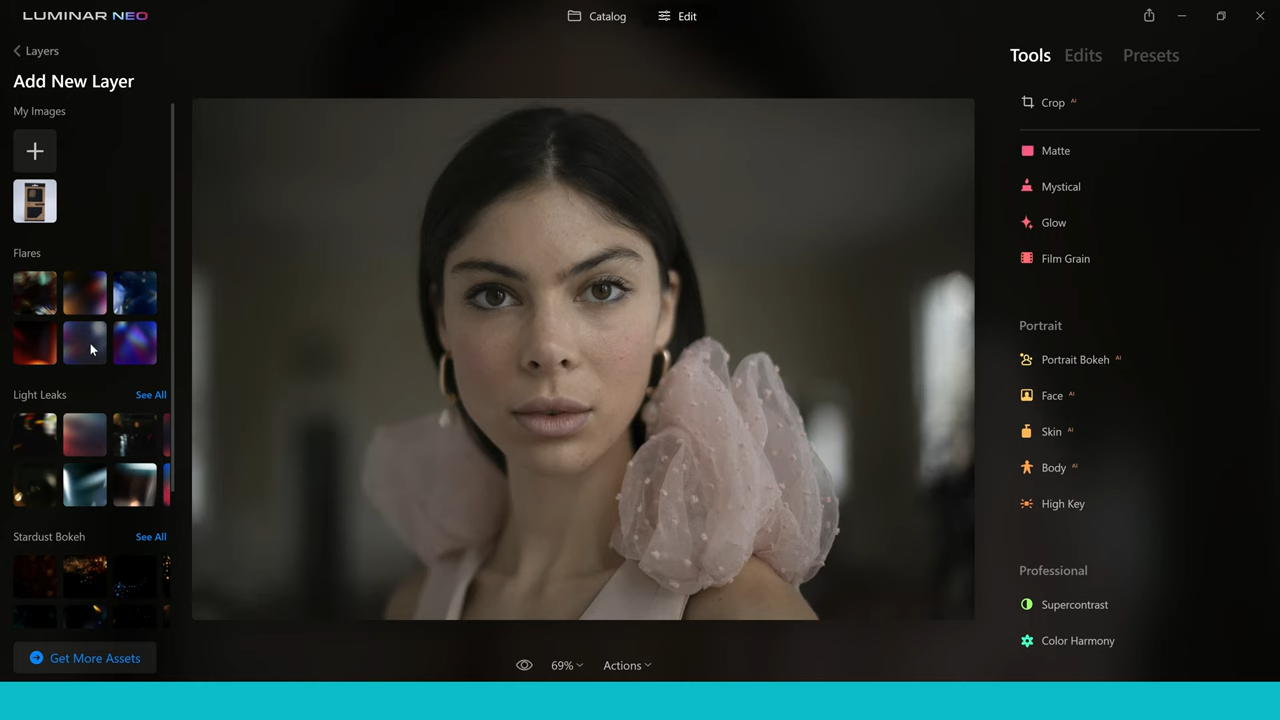 LUMINAR NEO
Catalog
Edit
Layers
Add New Layer
My Images
Flares
Light Leaks
See All
Stardust Bokeh
See All
Get More Assets
69%
Actions
Tools
Edits
Presets
Crop AI
Matte
Mystical
Glow
Film Grain
Portrait
Portrait Bokeh AI
Face AI
Skin AI
Body AI
High Key
Professional
Supercontrast
Color Harmony